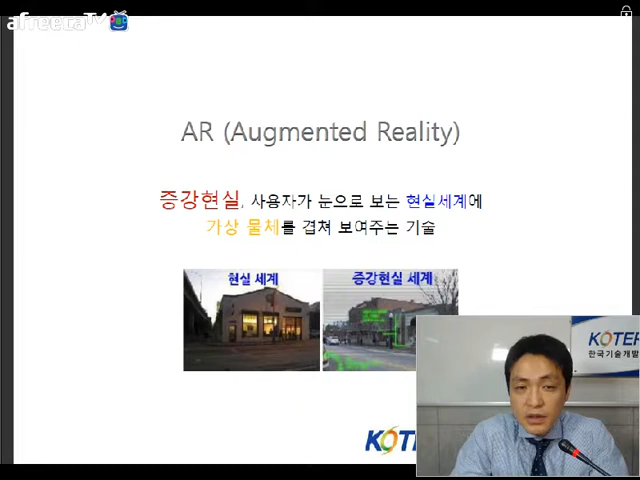 afreecaTV
AR (Augmented Reality)
증강현실, 사용자가 눈으로 보는 현실세계에
가상 물체를 겹쳐 보여주는 기술
현실 세계
증강현실 세계
KOTE
한국기술개발
KOTE